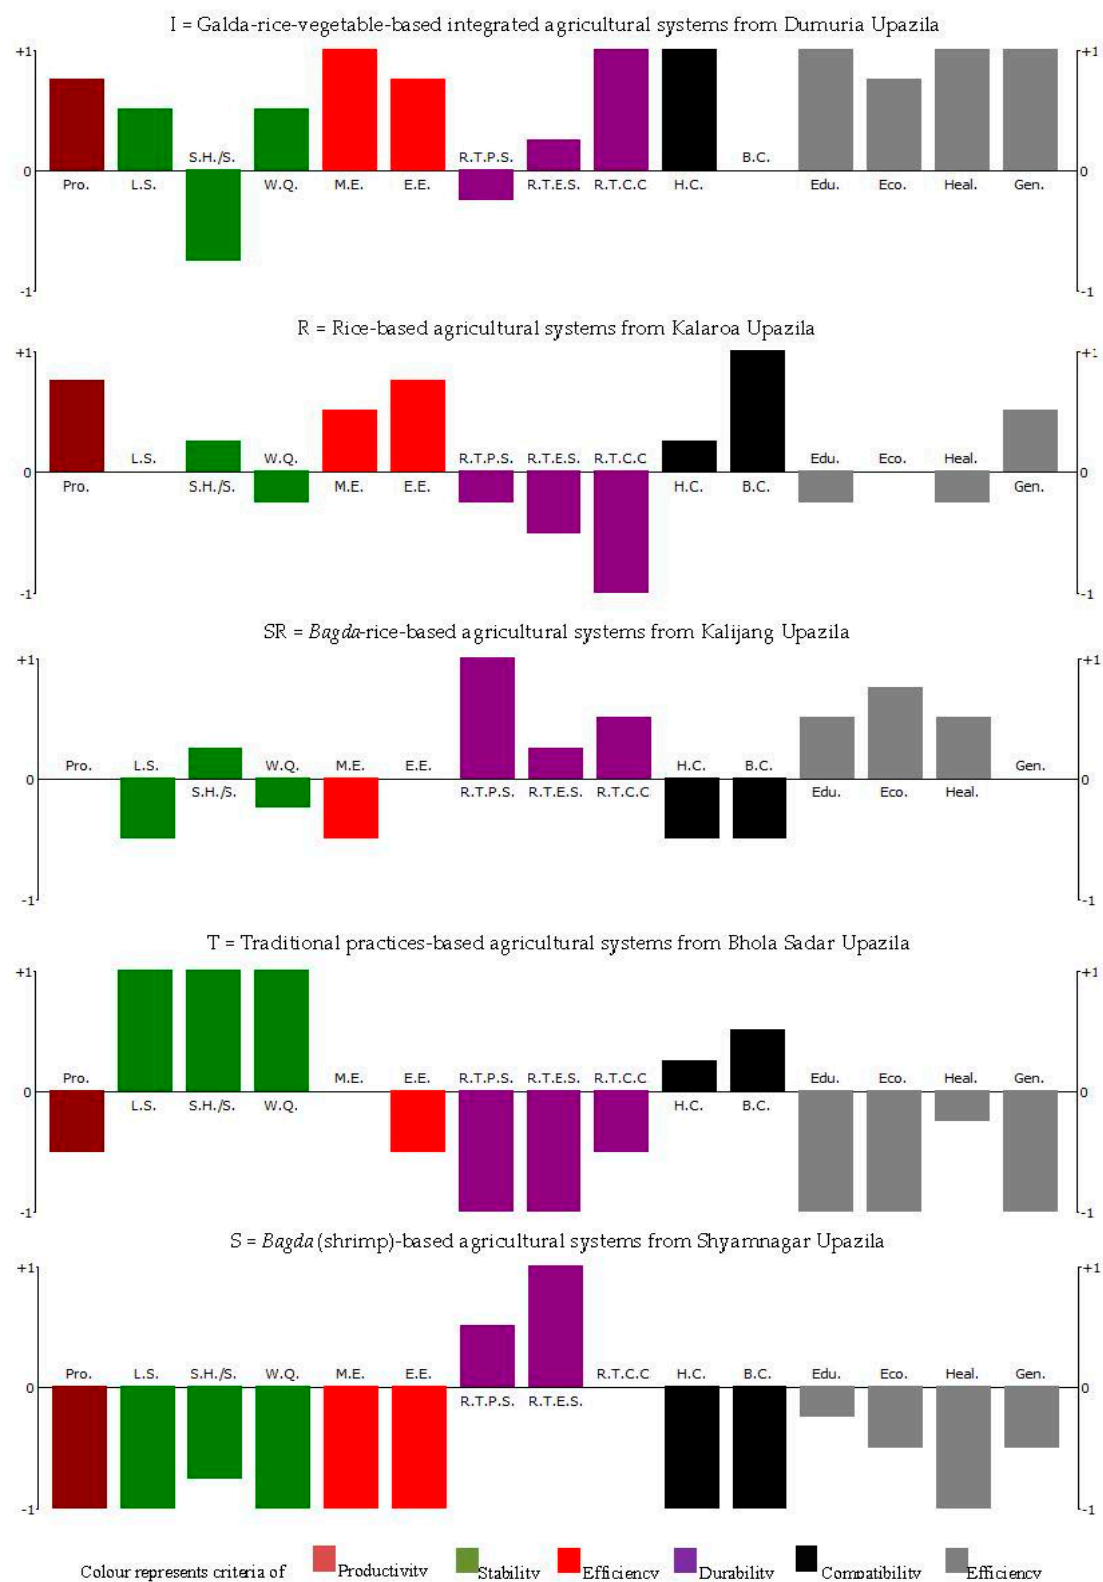 I = Galda-rice-vegetable-based integrated agricultural systems from Dumuria Upazila
+1 +1
S.H./S. R.T.P.S. B.C.
0 0
Pro. L.S. W.Q. M.E. E.E. R.T.E.S. R.T.C.C H.C. Edu. Eco. Heal. Gen.
-1 -1
R = Rice-based agricultural systems from Kalaroa Upazila
+1 +1
L.S. W.Q. R.T.P.S. R.T.E.S. R.T.C.C Edu. Eco. Heal.
0 0
Pro. S.H./S. M.E. E.E. H.C. B.C. Gen.
-1 -1
SR = Bagda-rice-based agricultural systems from Kalijang Upazila
+1 +1
Pro. L.S. W.Q. M.E. E.E. H.C. B.C. Gen.
0 0
S.H./S. R.T.P.S. R.T.E.S. R.T.C.C Edu. Eco. Heal.
-1 -1
T = Traditional practices-based agricultural systems from Bhola Sadar Upazila
+1 +1
Pro. M.E. E.E. R.T.P.S. R.T.E.S. R.T.C.C Edu. Eco. Heal. Gen.
0 0
L.S. S.H./S. W.Q. H.C. B.C.
-1 -1
S = Bagda (shrimp)-based agricultural systems from Shyamnagar Upazila
+1 +1
Pro. L.S. S.H./S. W.Q. M.E. E.E. R.T.C.C H.C. B.C. Edu. Eco. Heal. Gen.
0 0
R.T.P.S. R.T.E.S.
-1 -1
Colour represents criteria of Productivity Stability Efficiency Durability Compatibility Efficiency